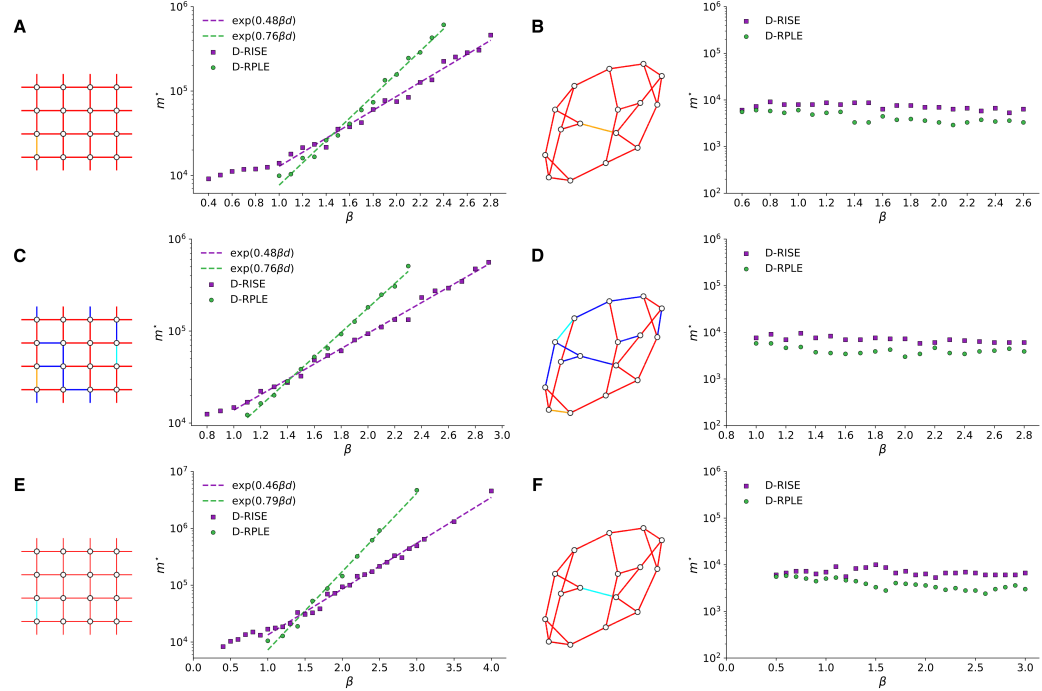 A
exp(0.48βd)
exp(0.76βd)
D-RISE
D-RPLE
10⁶
10⁵
10⁴
m*
0.4 0.6 0.8 1.0 1.2 1.4 1.6 1.8 2.0 2.2 2.4 2.6 2.8
β
B
D-RISE
D-RPLE
10⁶
10⁵
10⁴
10³
10²
m*
0.6 0.8 1.0 1.2 1.4 1.6 1.8 2.0 2.2 2.4 2.6
β
C
exp(0.48βd)
exp(0.76βd)
D-RISE
D-RPLE
10⁶
10⁵
10⁴
m*
0.8 1.0 1.2 1.4 1.6 1.8 2.0 2.2 2.4 2.6 2.8 3.0
β
D
D-RISE
D-RPLE
10⁶
10⁵
10⁴
10³
10²
m*
0.8 1.0 1.2 1.4 1.6 1.8 2.0 2.2 2.4 2.6 2.8
β
E
exp(0.46βd)
exp(0.79βd)
D-RISE
D-RPLE
10⁷
10⁶
10⁵
10⁴
m*
0.0 0.5 1.0 1.5 2.0 2.5 3.0 3.5 4.0
β
F
D-RISE
D-RPLE
10⁶
10⁵
10⁴
10³
10²
m*
0.0 0.5 1.0 1.5 2.0 2.5 3.0
β